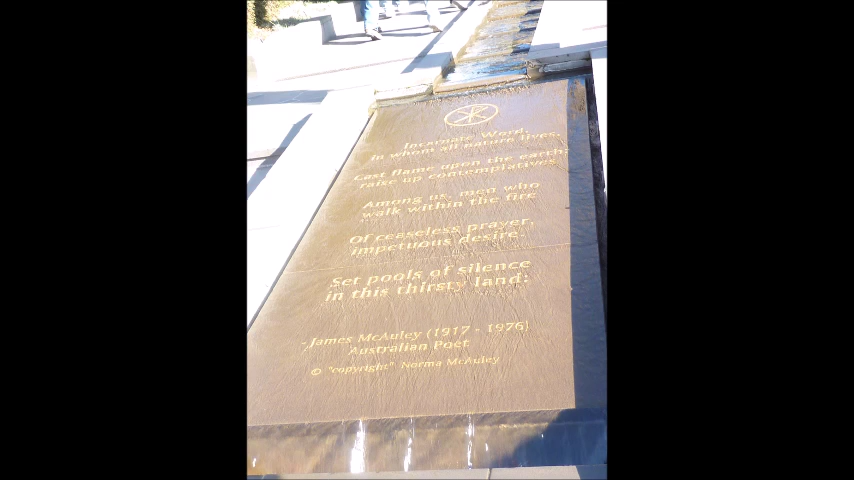 Incarnate Word,
in whom all nature lives,
Cast flame upon the earth:
raise up contemplatives
Among us, men who
walk within the fire
Of ceaseless prayer,
impetuous desire.
Set pools of silence
in this thirsty land:
- James McAuley (1917 - 1976)
Australian Poet
© "copyright" Norma McAuley